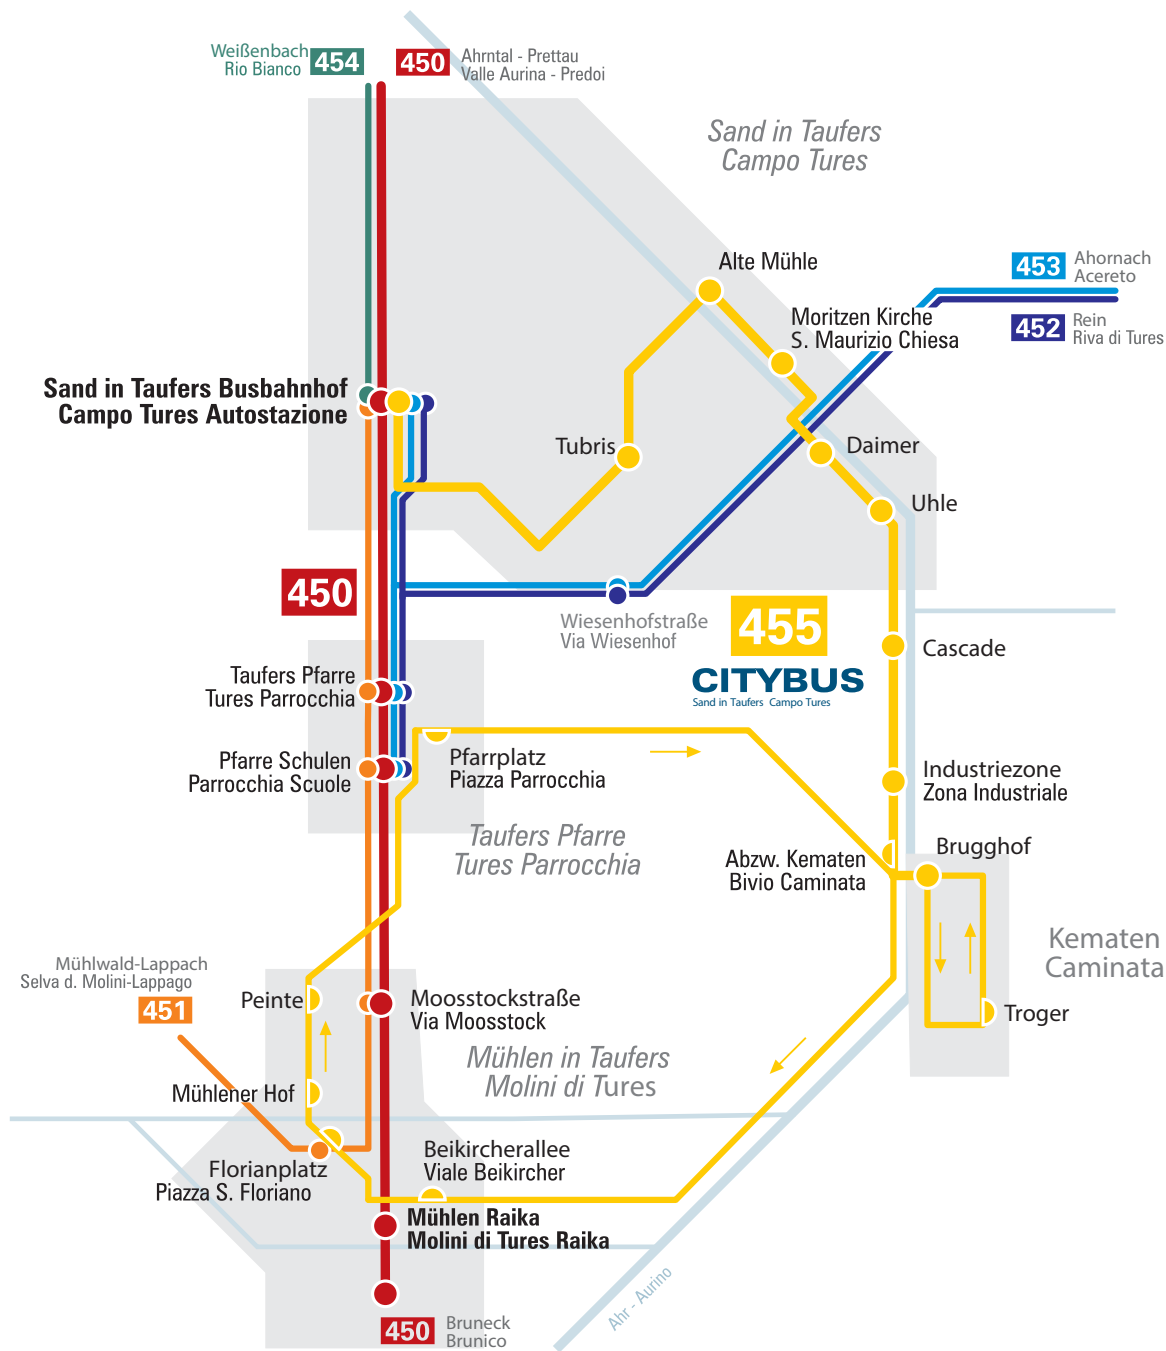 Weißenbach
Rio Bianco
454
450
Ahrntal - Prettau
Valle Aurina - Predoi
Sand in Taufers
Campo Tures
Alte Mühle
453
Ahornach
Acereto
Moritzen Kirche
S. Maurizio Chiesa
452
Rein
Riva di Tures
Sand in Taufers Busbahnhof
Campo Tures Autostazione
Tubris
Daimer
Uhle
450
Wiesenhofstraße
Via Wiesenhof
455
CITYBUS
Sand in Taufers Campo Tures
Cascade
Taufers Pfarre
Tures Parrocchia
Pfarre Schulen
Parrocchia Scuole
Pfarrplatz
Piazza Parrocchia
Industriezone
Zona Industriale
Taufers Pfarre
Tures Parrocchia
Abzw. Kematen
Bivio Caminata
Brugghof
Kematen
Caminata
Mühlwald-Lappach
Selva d. Molini-Lappago
451
Peinte
Moosstockstraße
Via Moosstock
Troger
Mühlen in Taufers
Molini di Tures
Mühlener Hof
Florianplatz
Piazza S. Floriano
Beikircherallee
Viale Beikircher
Mühlen Raika
Molini di Tures Raika
Ahr - Aurino
450
Bruneck
Brunico